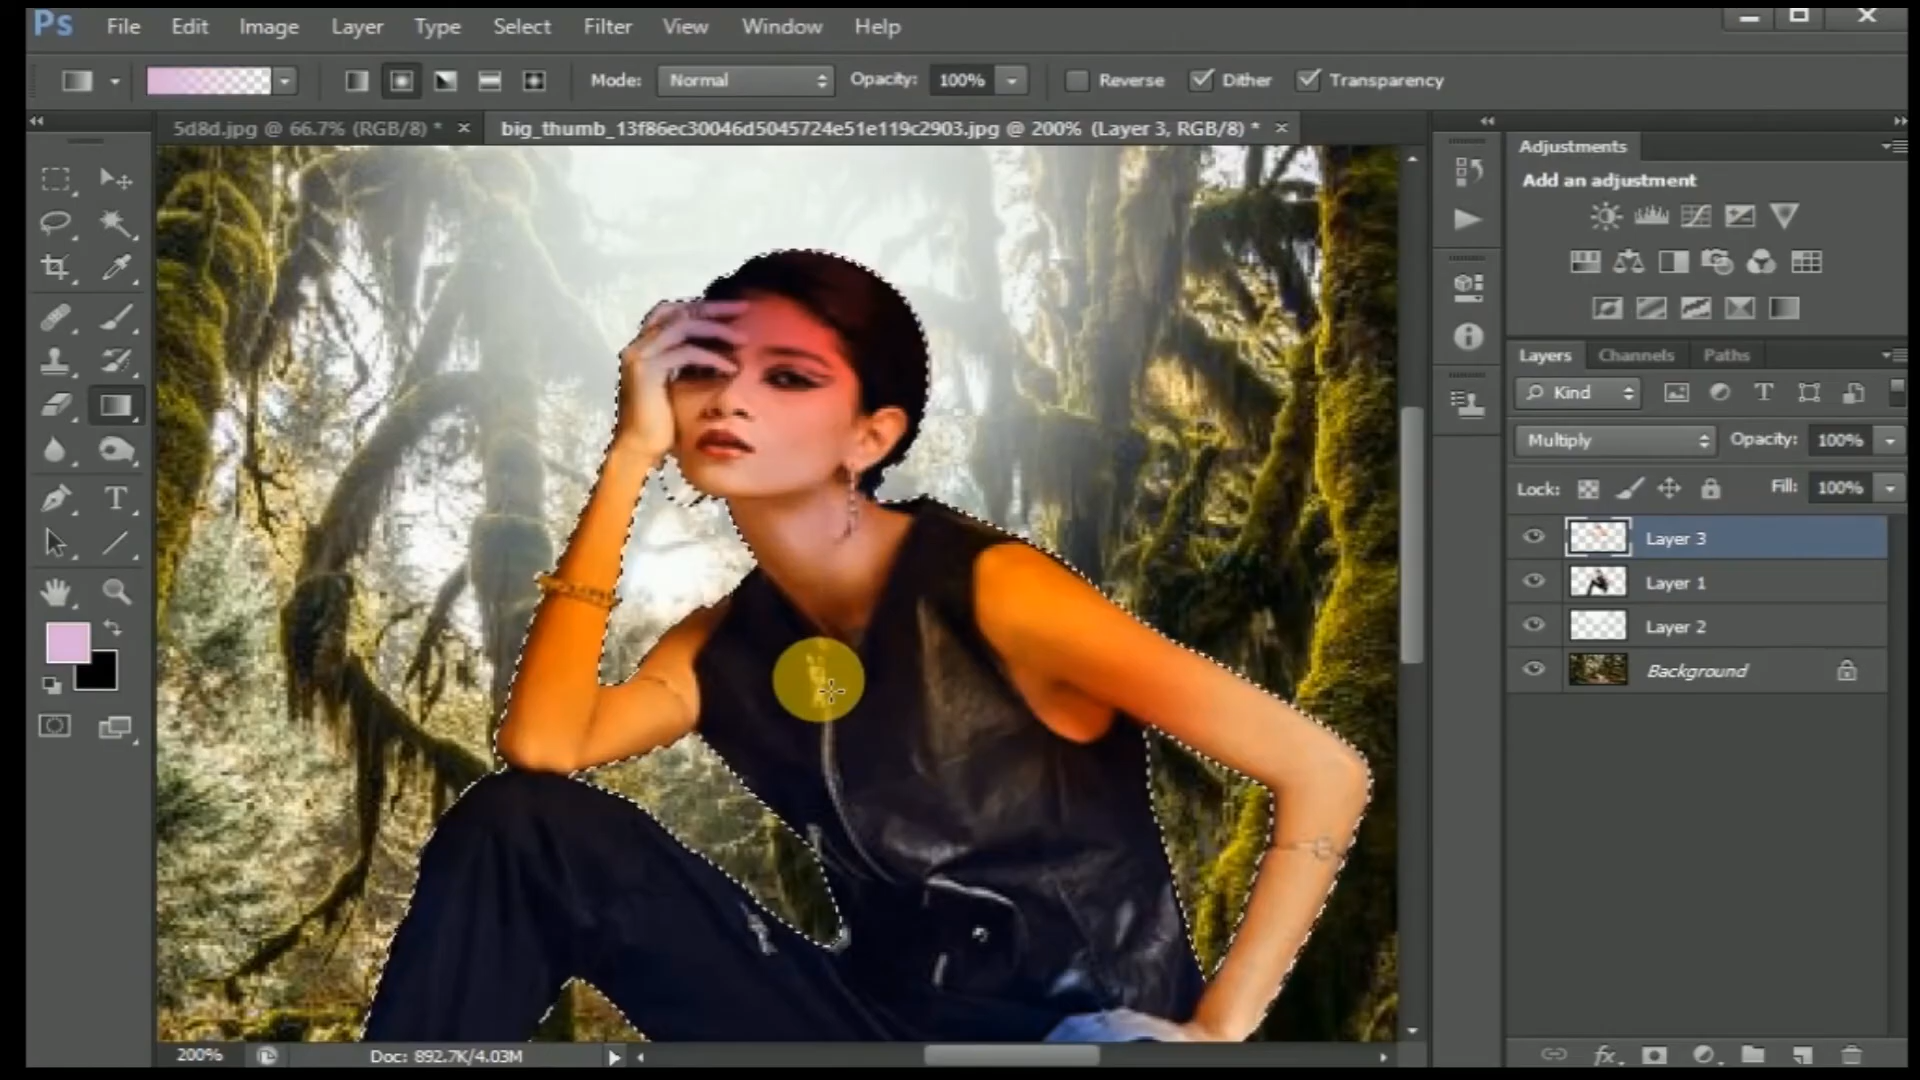 Ps File Edit Image Layer Type Select Filter View Window Help
Mode: Normal Opacity: 100% Reverse Dither Transparency
5d8d.jpg @ 66.7% (RGB/8) * big_thumb_13f86ec30046d5045724e51e119c2903.jpg @ 200% (Layer 3, RGB/8) *
Adjustments
Add an adjustment
Layers Channels Paths
Kind
Multiply Opacity: 100%
Lock: Fill: 100%
Layer 3
Layer 1
Layer 2
Background
200% Doc: 892.7K/4.03M